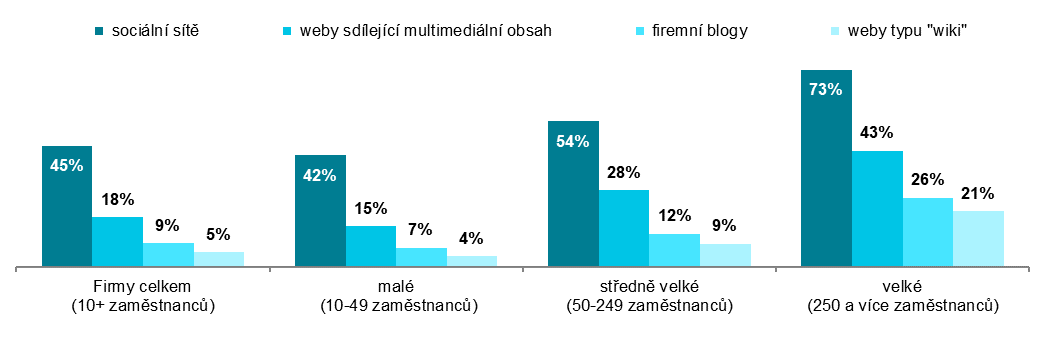 sociální sítě weby sdílející multimediální obsah firemní blogy weby typu "wiki"
45% 18% 9% 5%
42% 15% 7% 4%
54% 28% 12% 9%
73% 43% 26% 21%
Firmy celkem
(10+ zaměstnanců)
malé
(10-49 zaměstnanců)
středně velké
(50-249 zaměstnanců)
velké
(250 a více zaměstnanců)